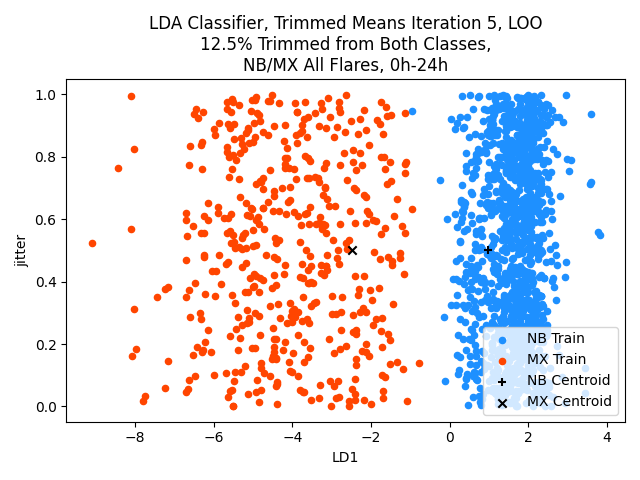 LDA Classifier, Trimmed Means Iteration 5, LOO
12.5% Trimmed from Both Classes,
NB/MX All Flares, 0h-24h
1.0
0.8
0.6
0.4
0.2
0.0
jitter
NB Train
MX Train
NB Centroid
MX Centroid
−8
−6
−4
−2
0
2
4
LD1